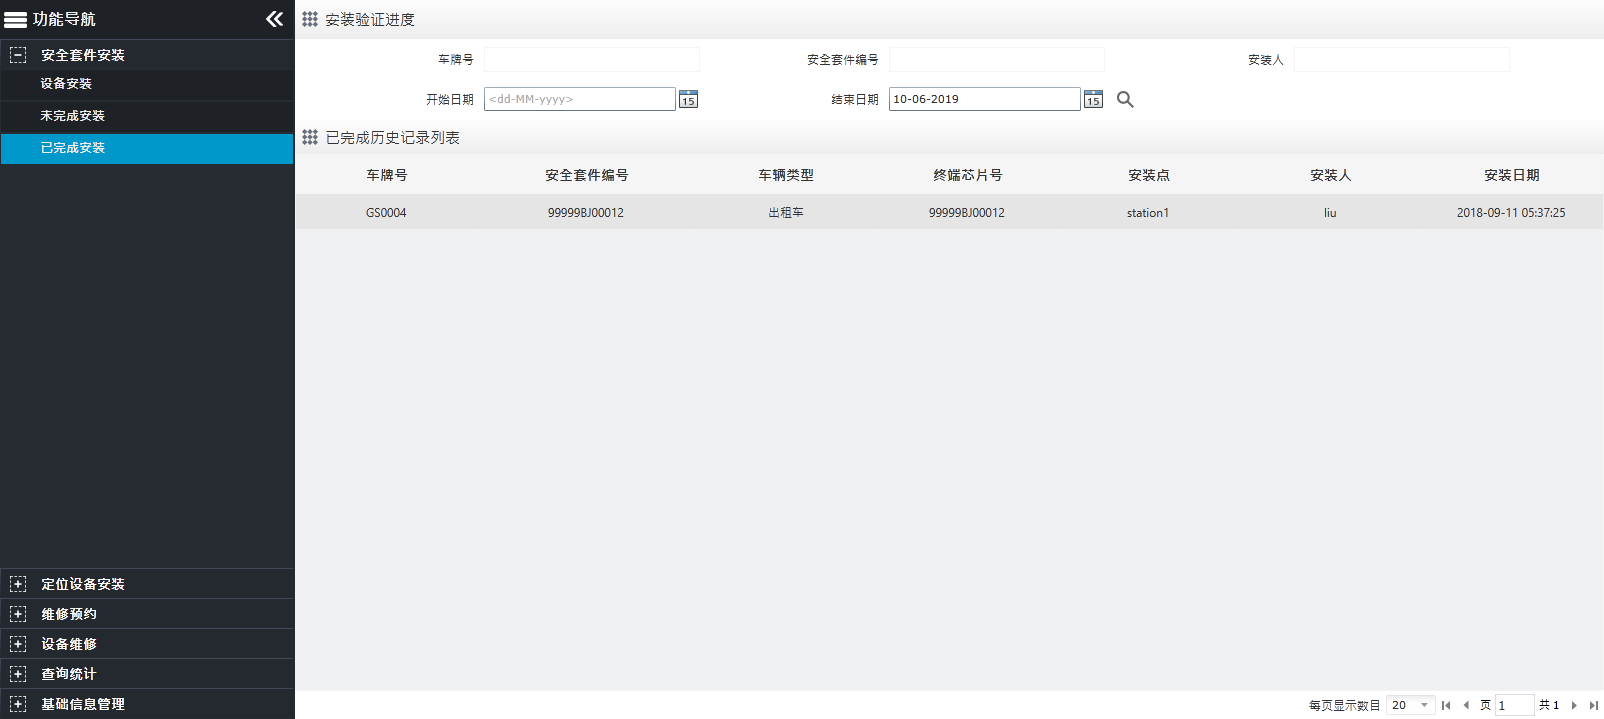 功能导航
安全套件安装
设备安装
未完成安装
已完成安装
定位设备安装
维修预约
设备维修
查询统计
基础信息管理
安装验证进度
车牌号 安全套件编号 安装人
开始日期 <dd-MM-yyyy> 15 结束日期 10-06-2019 15
已完成历史记录列表
车牌号 安全套件编号 车辆类型 终端芯片号 安装点 安装人 安装日期
GS0004 99999BJ00012 出租车 99999BJ00012 station1 liu 2018-09-11 05:37:25
每页显示数目 20 页 1 共 1